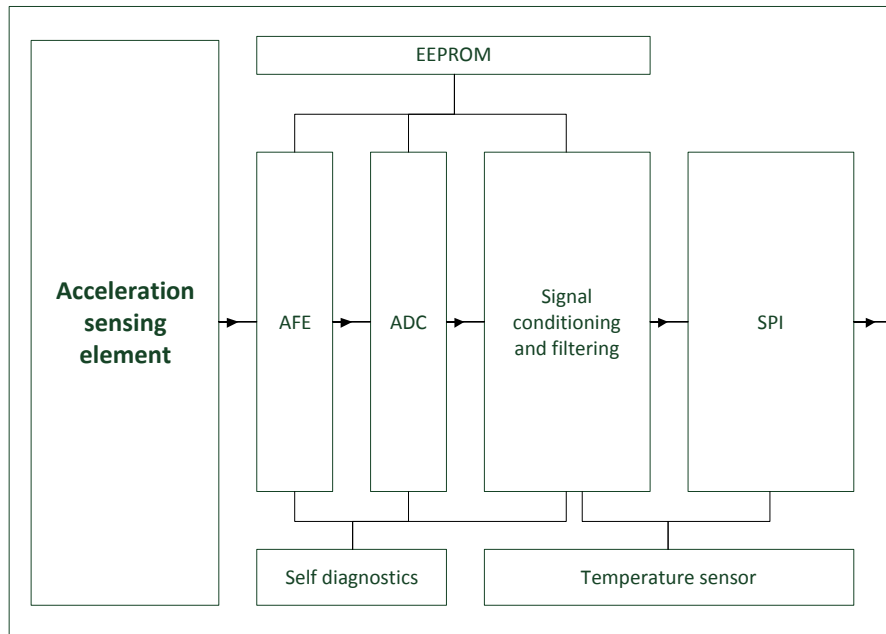 EEPROM
Acceleration
sensing
element
AFE
ADC
Signal
conditioning
and filtering
SPI
Self diagnostics
Temperature sensor